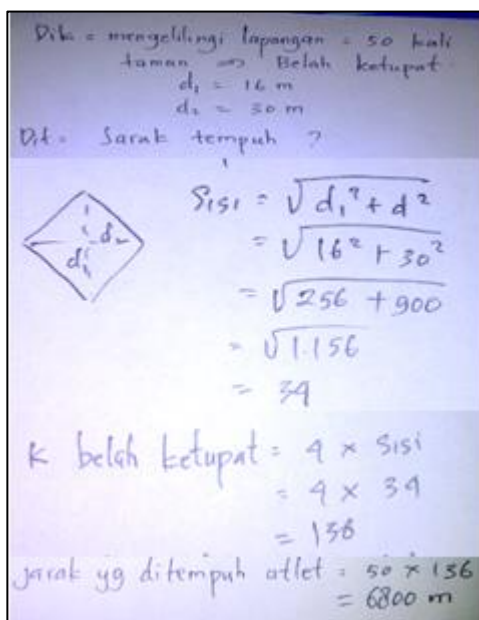 Dik = mengelilingi lapangan = 50 kali
taman => Belah ketupat
d₁ = 16 m
d₂ = 30 m
Dit = Jarak tempuh ?
d₁ d₂
Sisi = √d₁² + d²
= √16² + 30²
= √256 + 900
= √1.156
= 34
K belah ketupat = 4 × sisi
= 4 × 34
= 136
jarak yg ditempuh atlet = 50 × 136
= 6800 m